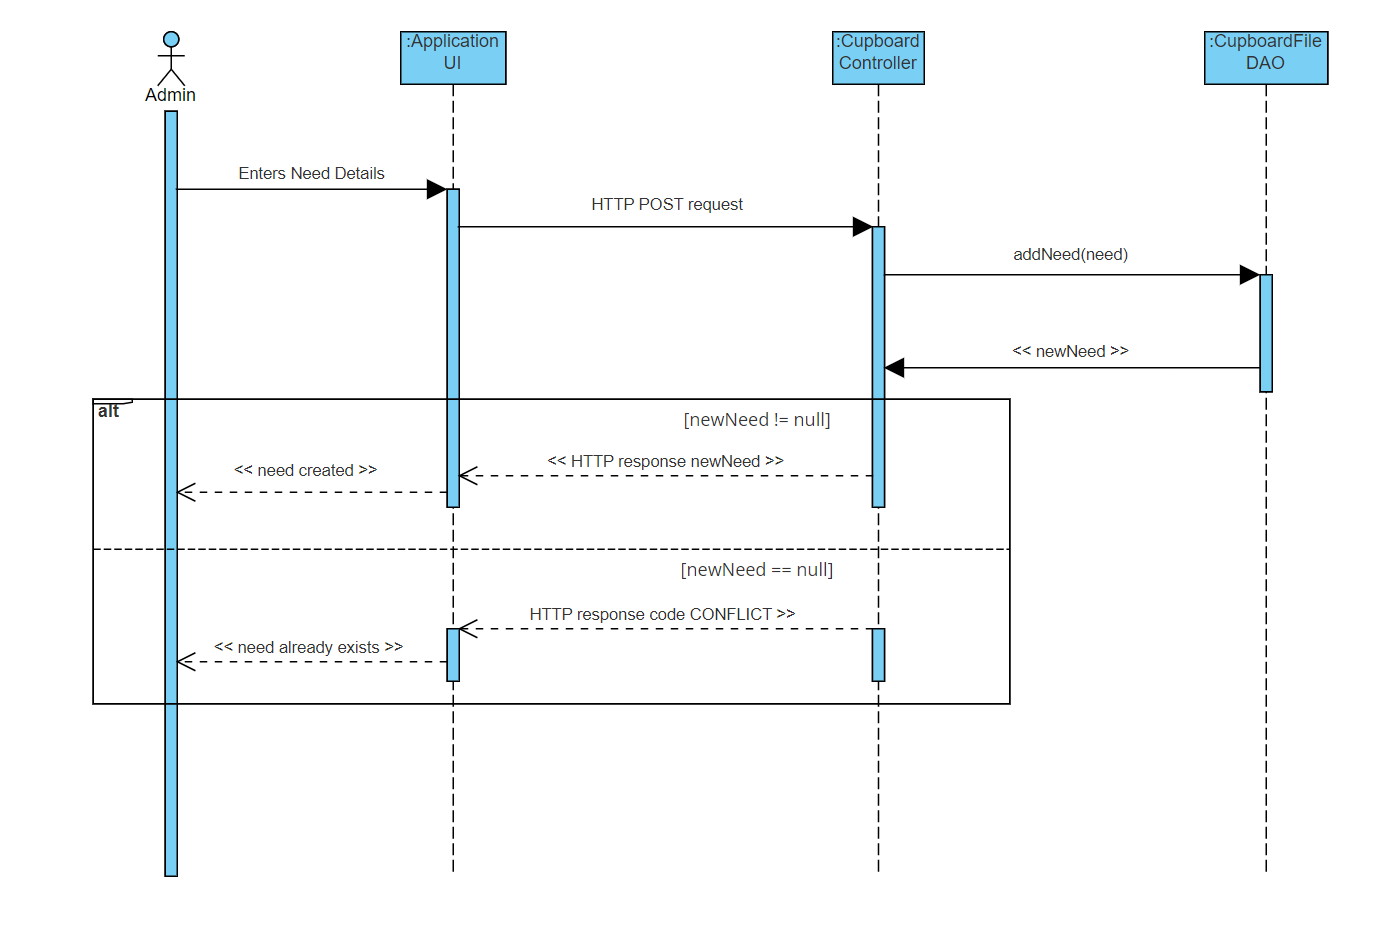 :Application
UI
:Cupboard
Controller
:CupboardFile
DAO
Admin
Enters Need Details
HTTP POST request
addNeed(need)
<< newNeed >>
alt
[newNeed != null]
<< HTTP response newNeed >>
<< need created >>
[newNeed == null]
HTTP response code CONFLICT >>
<< need already exists >>